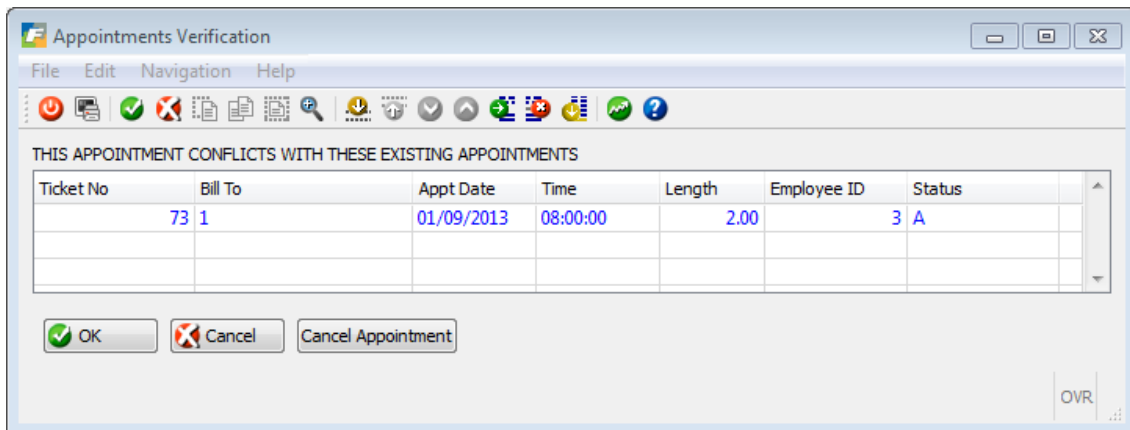 Appointments Verification
File Edit Navigation Help
THIS APPOINTMENT CONFLICTS WITH THESE EXISTING APPOINTMENTS
Ticket No Bill To Appt Date Time Length Employee ID Status
73 1 01/09/2013 08:00:00 2.00 3 A
OK Cancel Cancel Appointment
OVR